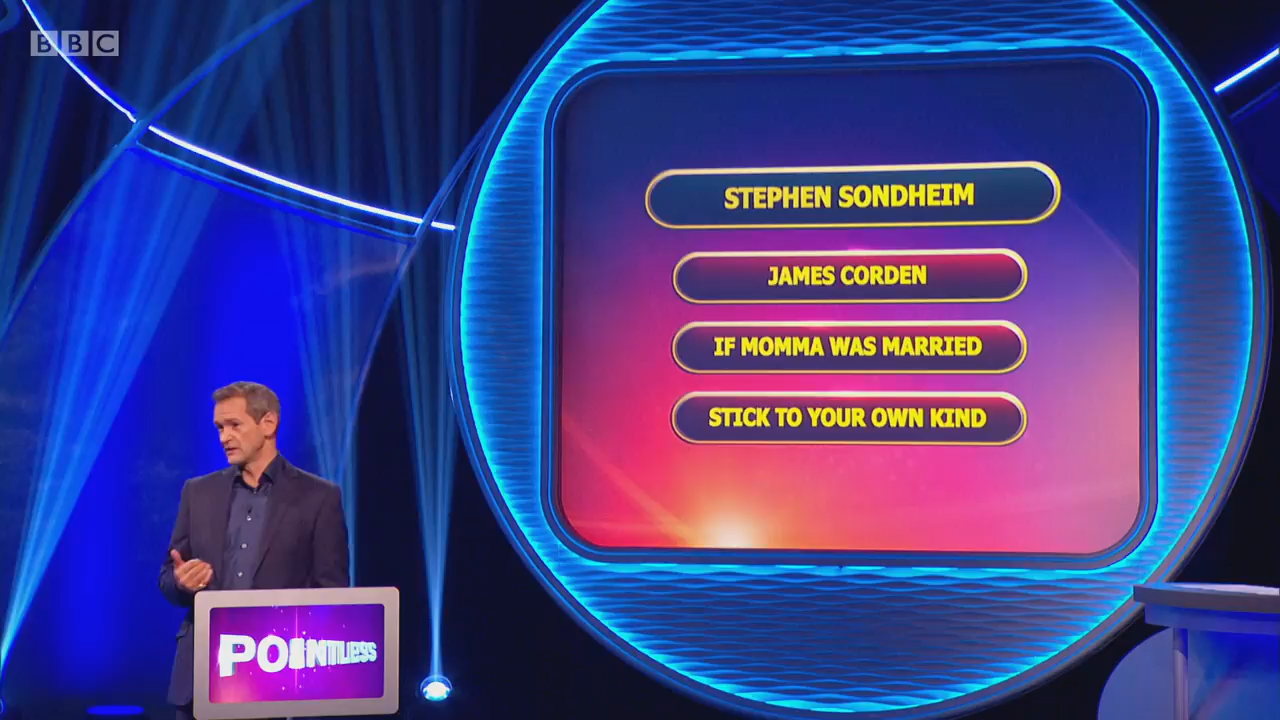 BBC
STEPHEN SONDHEIM
JAMES CORDEN
IF MOMMA WAS MARRIED
STICK TO YOUR OWN KIND
POINTLESS